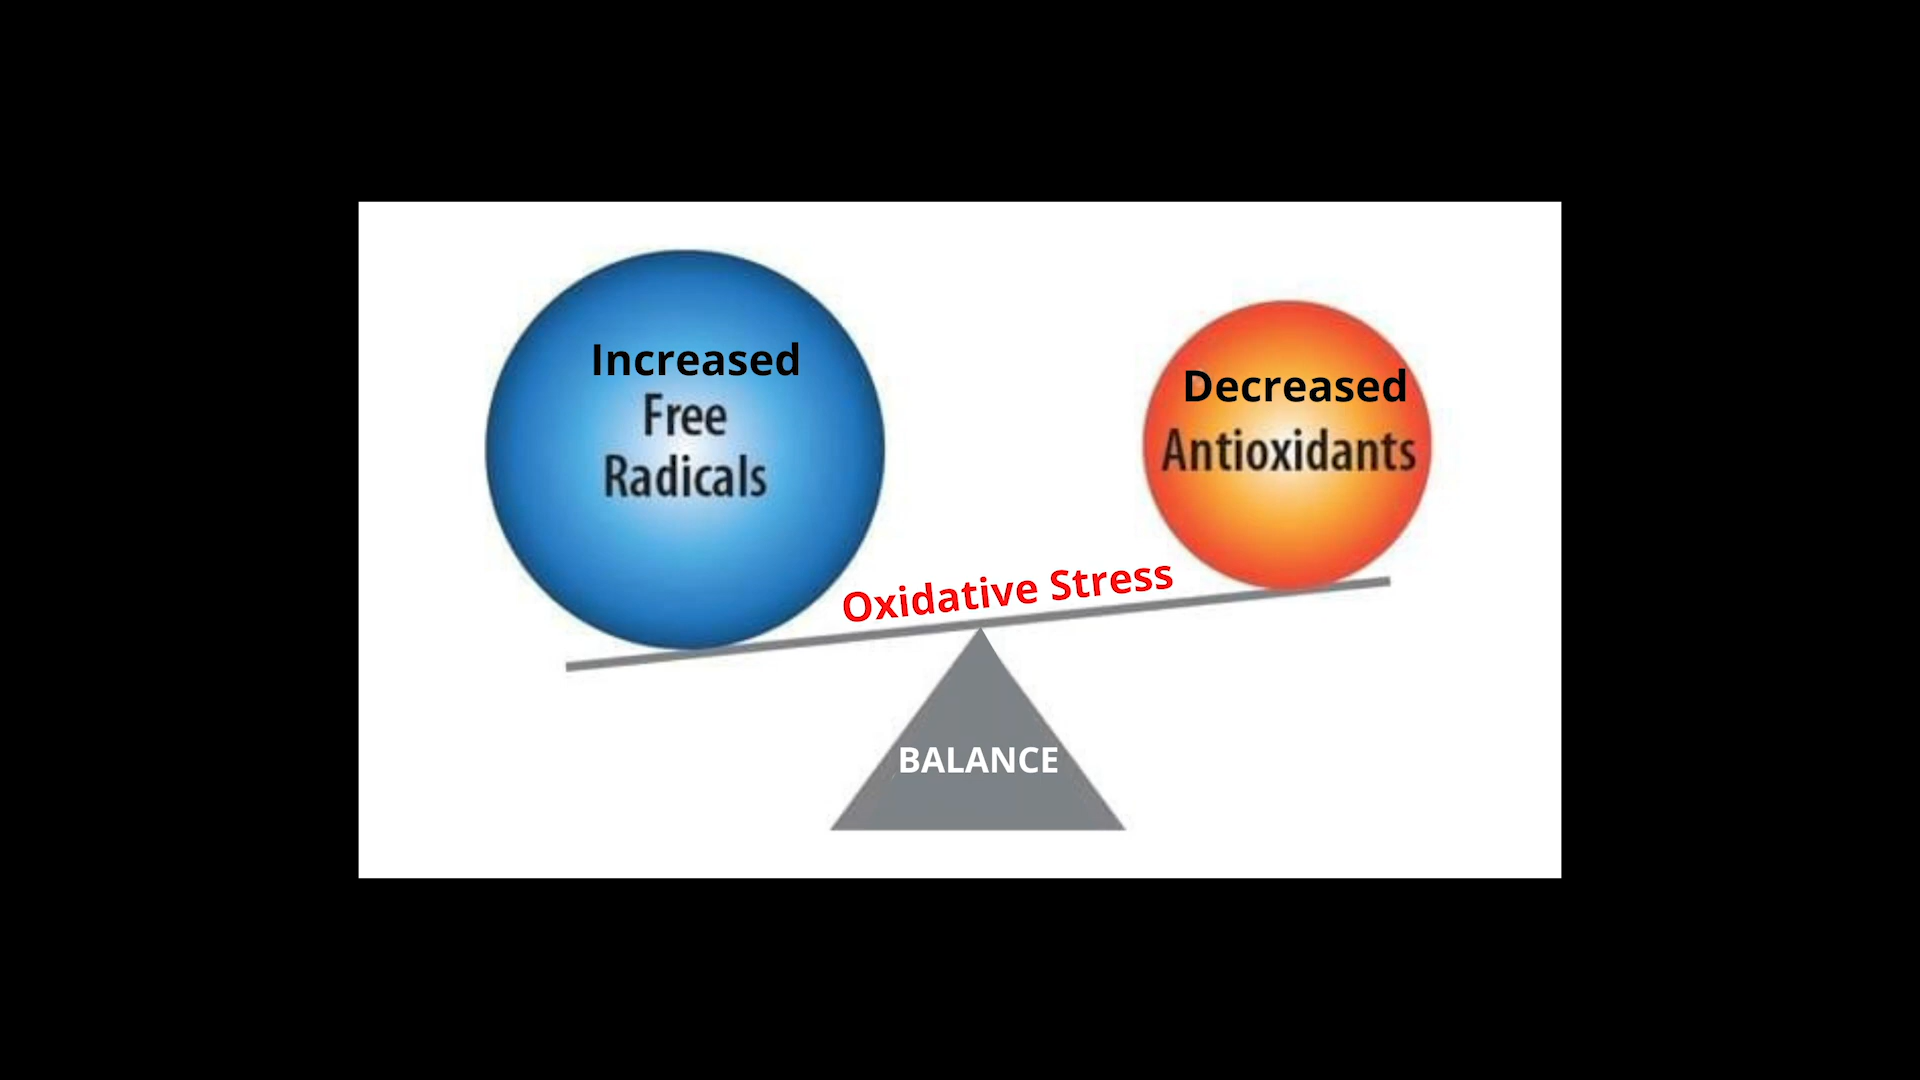 Increased
Free
Radicals
Decreased
Antioxidants
Oxidative Stress
BALANCE